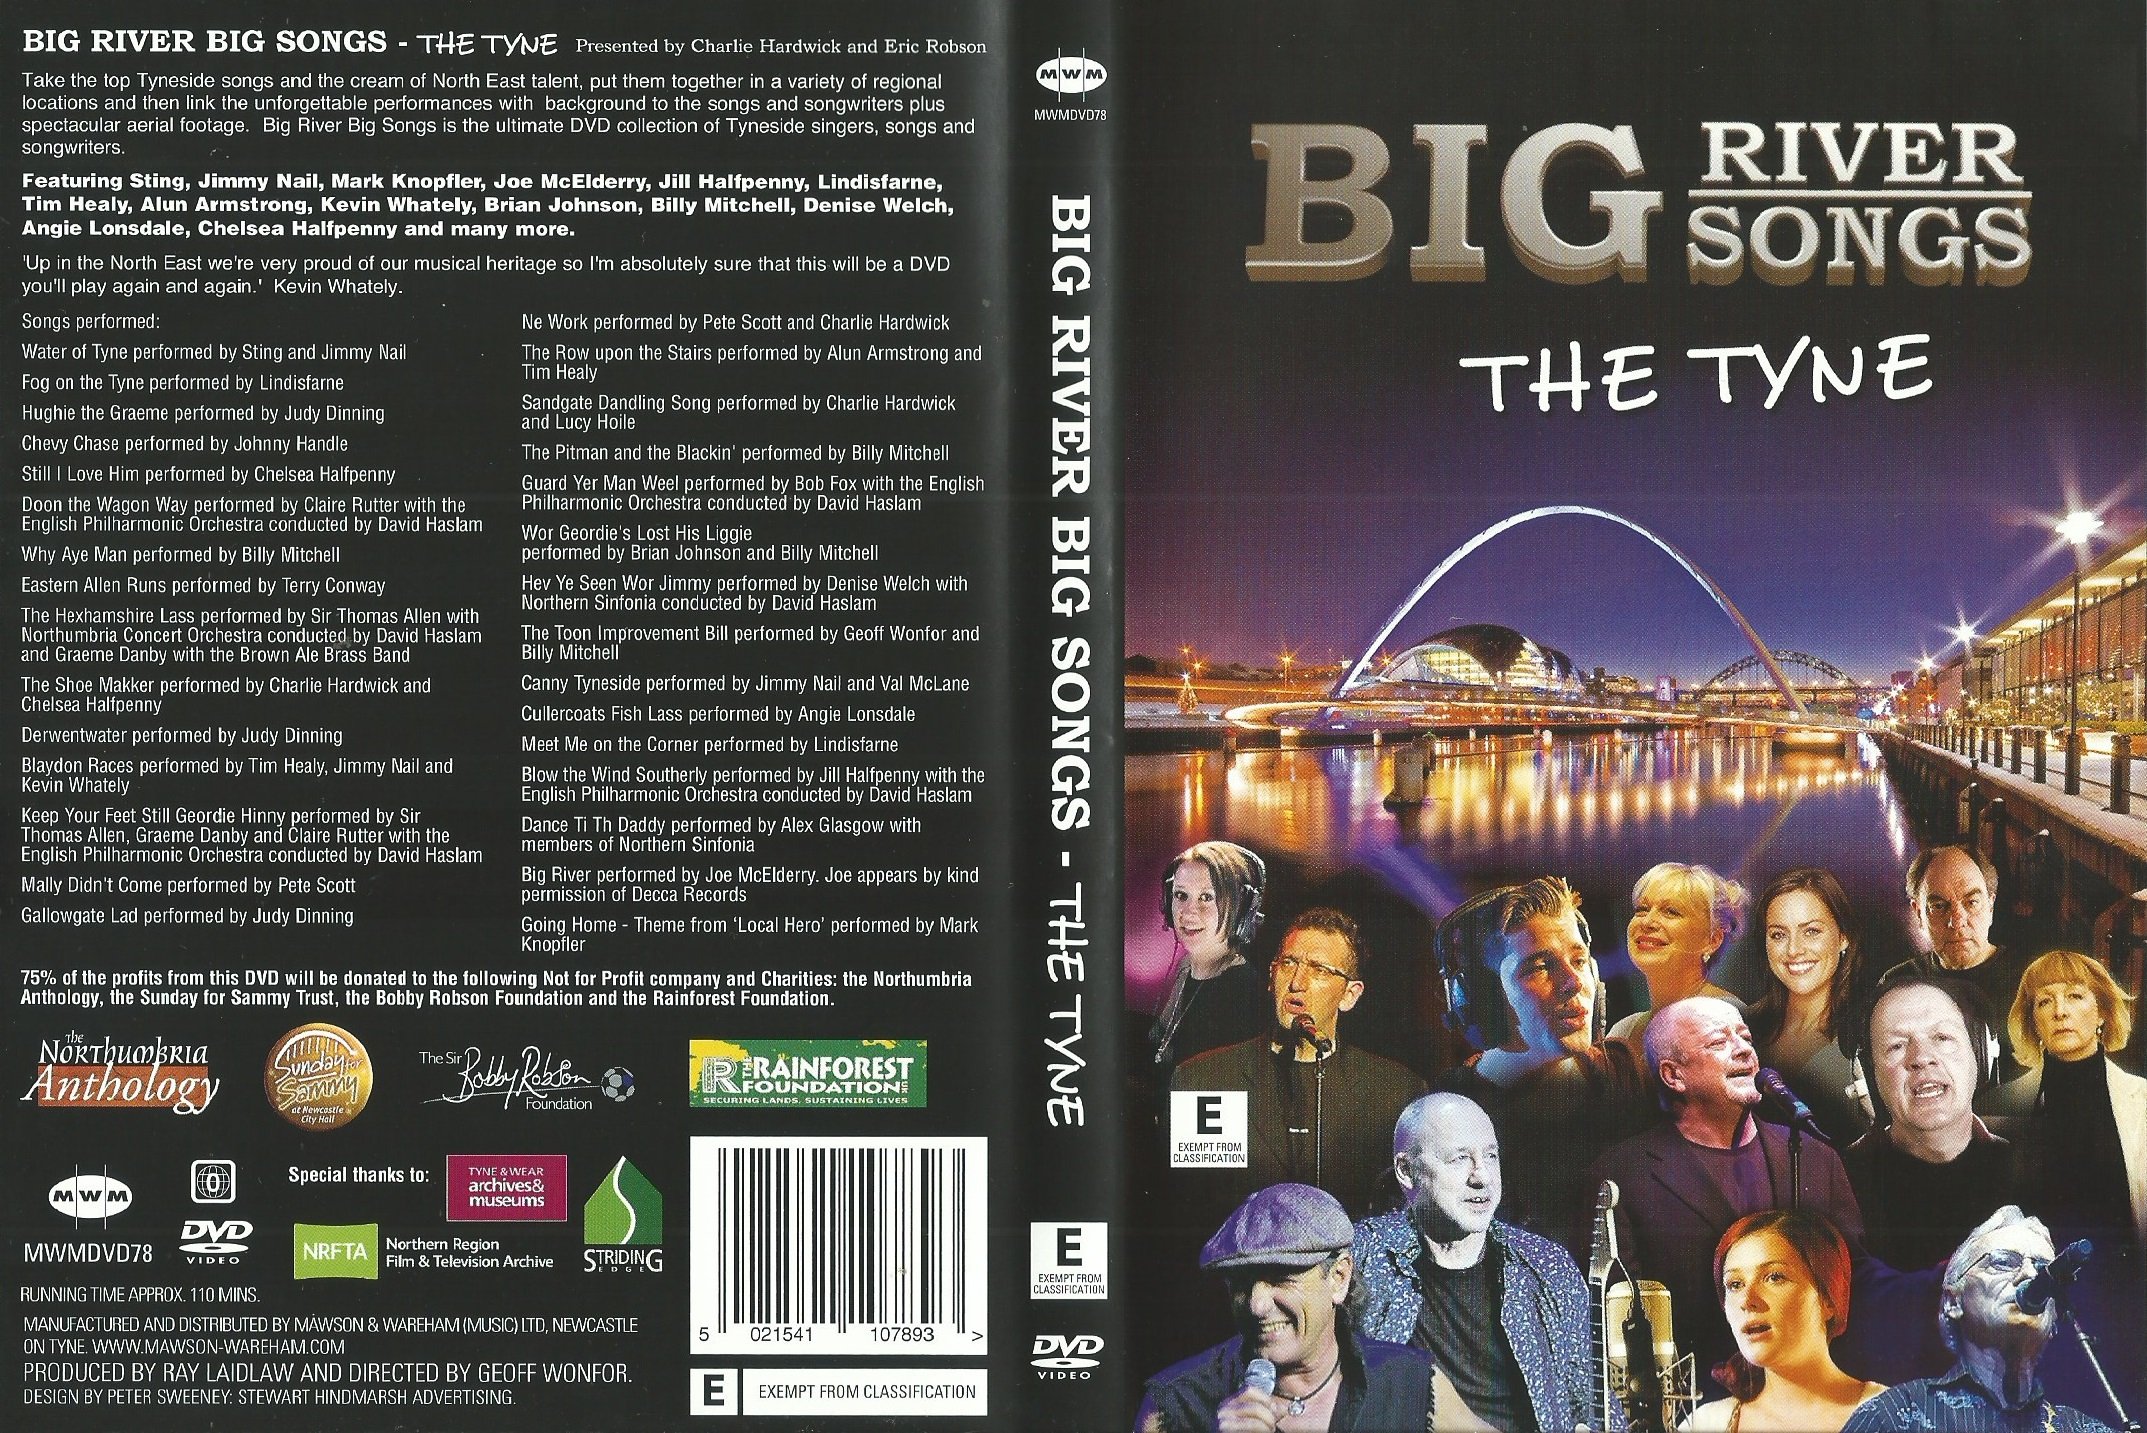 BIG RIVER BIG SONGS - THE TYNE Presented by Charlie Hardwick and Eric Robson
Take the top Tyneside songs and the cream of North East talent, put them together in a variety of regional
locations and then link the unforgettable performances with background to the songs and songwriters plus
spectacular aerial footage. Big River Big Songs is the ultimate DVD collection of Tyneside singers, songs and
songwriters.
Featuring Sting, Jimmy Nail, Mark Knopfler, Joe McElderry, Jill Halfpenny, Lindisfarne,
Tim Healy, Alun Armstrong, Kevin Whately, Brian Johnson, Billy Mitchell, Denise Welch,
Angie Lonsdale, Chelsea Halfpenny and many more.
'Up in the North East we're very proud of our musical heritage so I'm absolutely sure that this will be a DVD
you'll play again and again.' Kevin Whately.
Songs performed:
Water of Tyne performed by Sting and Jimmy Nail
Fog on the Tyne performed by Lindisfarne
Hughie the Graeme performed by Judy Dinning
Chevy Chase performed by Johnny Handle
Still I Love Him performed by Chelsea Halfpenny
Doon the Wagon Way performed by Claire Rutter with the
English Philharmonic Orchestra conducted by David Haslam
Why Aye Man performed by Billy Mitchell
Eastern Allen Runs performed by Terry Conway
The Hexhamshire Lass performed by Sir Thomas Allen with
Northumbria Concert Orchestra conducted by David Haslam
and Graeme Danby with the Brown Ale Brass Band
The Shoe Makker performed by Charlie Hardwick and
Chelsea Halfpenny
Derwentwater performed by Judy Dinning
Blaydon Races performed by Tim Healy, Jimmy Nail and
Kevin Whately
Keep Your Feet Still Geordie Hinny performed by Sir
Thomas Allen, Graeme Danby and Claire Rutter with the
English Philharmonic Orchestra conducted by David Haslam
Mally Didn't Come performed by Pete Scott
Gallowgate Lad performed by Judy Dinning
Ne Work performed by Pete Scott and Charlie Hardwick
The Row upon the Stairs performed by Alun Armstrong and
Tim Healy
Sandgate Dandling Song performed by Charlie Hardwick
and Lucy Hoile
The Pitman and the Blackin' performed by Billy Mitchell
Guard Yer Man Weel performed by Bob Fox with the English
Philharmonic Orchestra conducted by David Haslam
Wor Geordie's Lost His Liggie
performed by Brian Johnson and Billy Mitchell
Hev Ye Seen Wor Jimmy performed by Denise Welch with
Northern Sinfonia conducted by David Haslam
The Toon Improvement Bill performed by Geoff Wonfor and
Billy Mitchell
Canny Tyneside performed by Jimmy Nail and Val McLane
Cullercoats Fish Lass performed by Angie Lonsdale
Meet Me on the Corner performed by Lindisfarne
Blow the Wind Southerly performed by Jill Halfpenny with the
English Philharmonic Orchestra conducted by David Haslam
Dance Ti Th Daddy performed by Alex Glasgow with
members of Northern Sinfonia
Big River performed by Joe McElderry. Joe appears by kind
permission of Decca Records
Going Home - Theme from ‘Local Hero’ performed by Mark
Knopfler
75% of the profits from this DVD will be donated to the following Not for Profit company and Charities: the Northumbria
Anthology, the Sunday for Sammy Trust, the Bobby Robson Foundation and the Rainforest Foundation.
the
Northumbria
Anthology
Sunday for
Sammy
at Newcastle
City Hall
The Sir
Bobby Robson
Foundation
R THE RAINFOREST
FOUNDATION UK
SECURING LANDS, SUSTAINING LIVES
MWM
MWMDVD78
0
DVD
VIDEO
Special thanks to:
TYNE & WEAR
archives&
museums
NRFTA
Northern Region
Film & Television Archive
STRIDING
EDGE
RUNNING TIME APPROX. 110 MINS.
MANUFACTURED AND DISTRIBUTED BY MAWSON & WAREHAM (MUSIC) LTD, NEWCASTLE
ON TYNE. WWW.MAWSON-WAREHAM.COM
PRODUCED BY RAY LAIDLAW AND DIRECTED BY GEOFF WONFOR.
DESIGN BY PETER SWEENEY: STEWART HINDMARSH ADVERTISING.
5 021541 107893 >
E EXEMPT FROM CLASSIFICATION
MWM
MWMDVD78
BIG RIVER BIG SONGS - THE TYNE
E
EXEMPT FROM
CLASSIFICATION
DVD
VIDEO
BIG RIVER
SONGS
THE TYNE
E
EXEMPT FROM
CLASSIFICATION